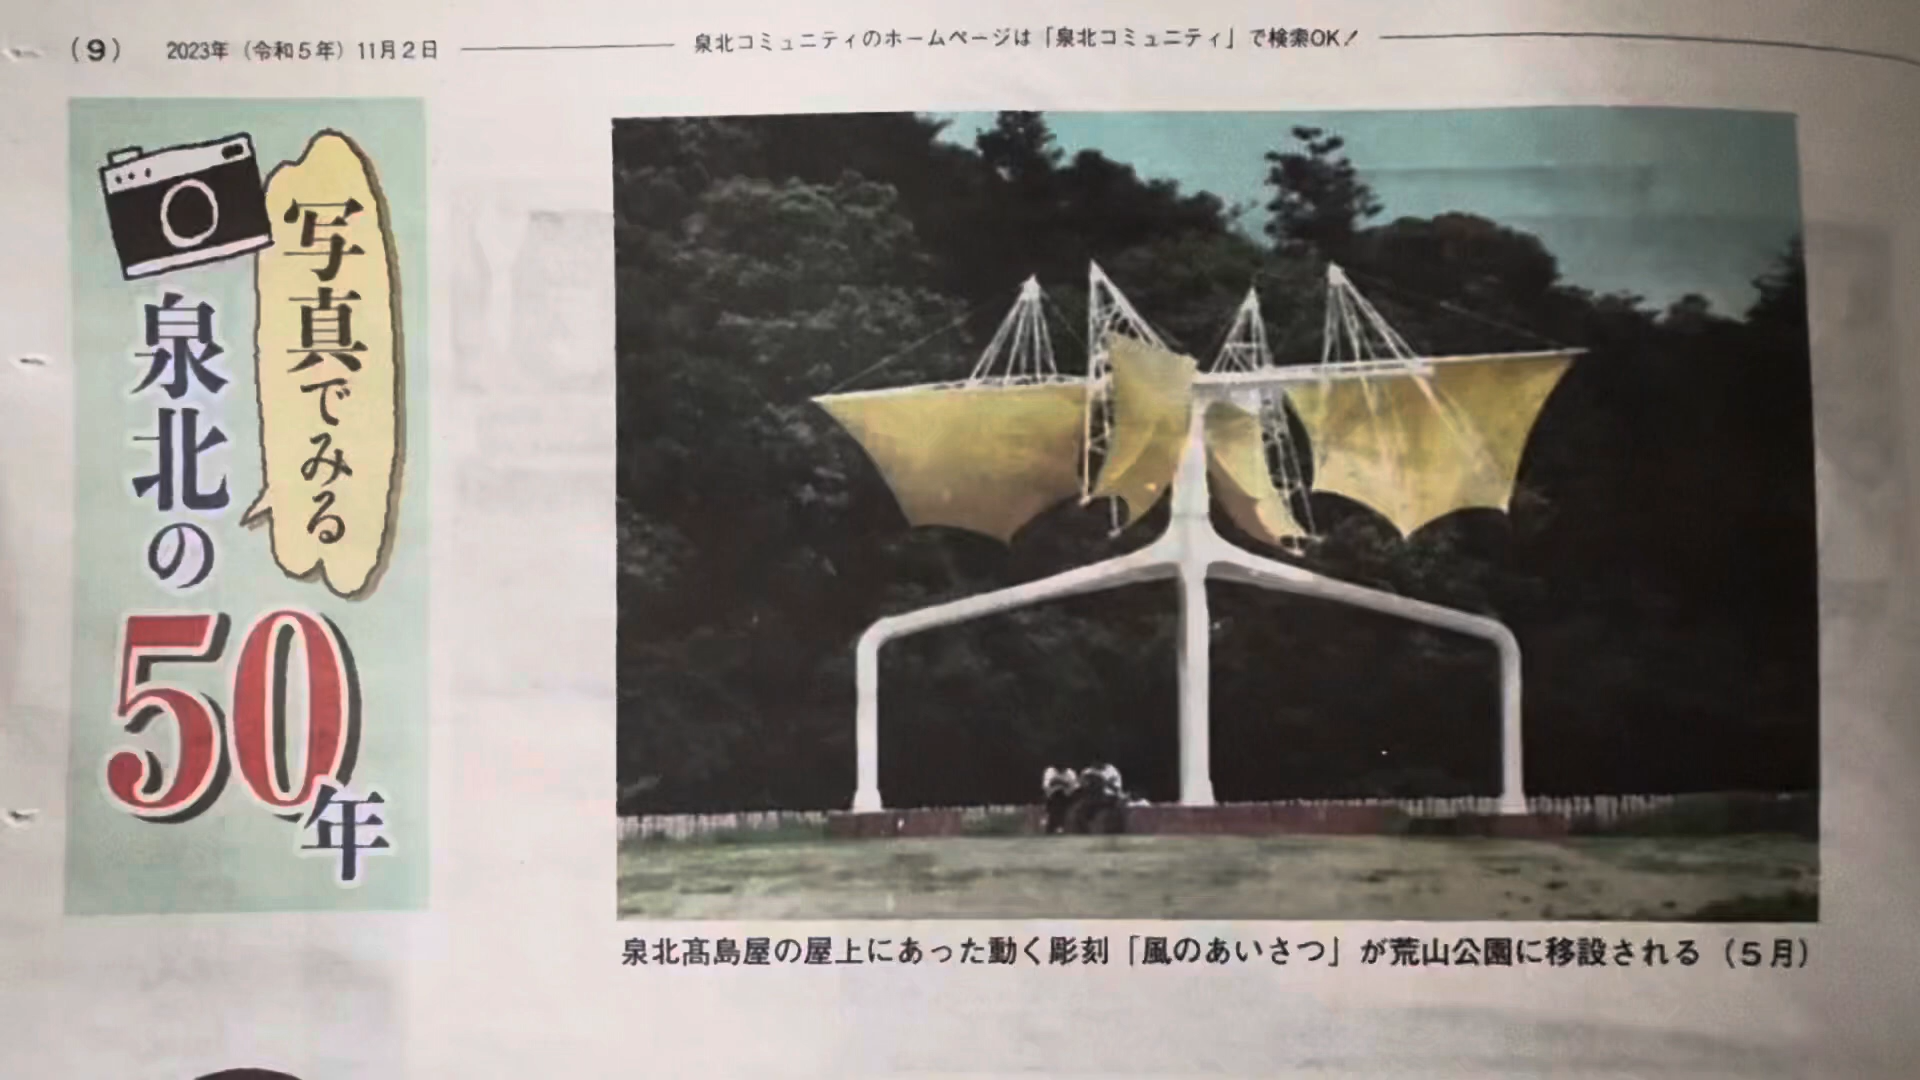 (9) 2023年(令和5年)11月2日
泉北コミュニティのホームページは「泉北コミュニティ」で検索OK!
写真でみる
泉北の
50年
泉北髙島屋の屋上にあった動く彫刻「風のあいさつ」が荒山公園に移設される(5月)